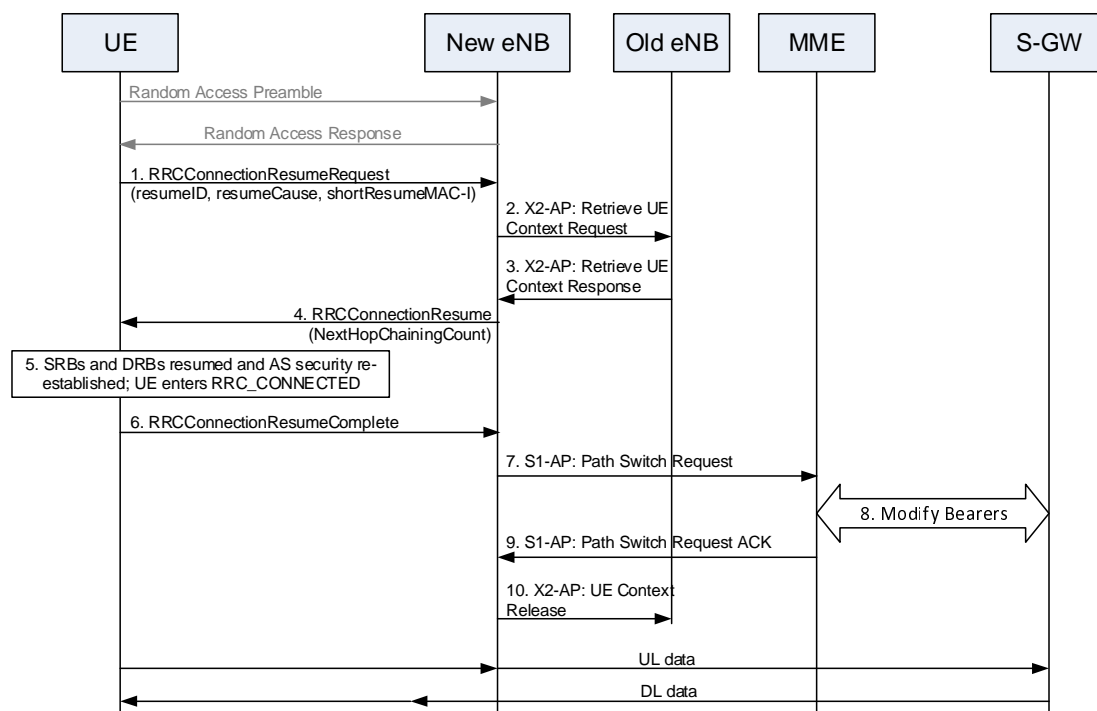 UE
New eNB
Old eNB
MME
S-GW
Random Access Preamble
Random Access Response
1. RRCConnectionResumeRequest
(resumeID, resumeCause, shortResumeMAC-I)
2. X2-AP: Retrieve UE
Context Request
3. X2-AP: Retrieve UE
Context Response
4. RRCConnectionResume
(NextHopChainingCount)
5. SRBs and DRBs resumed and AS security re-
established; UE enters RRC_CONNECTED
6. RRCConnectionResumeComplete
7. S1-AP: Path Switch Request
8. Modify Bearers
9. S1-AP: Path Switch Request ACK
10. X2-AP: UE Context
Release
UL data
DL data